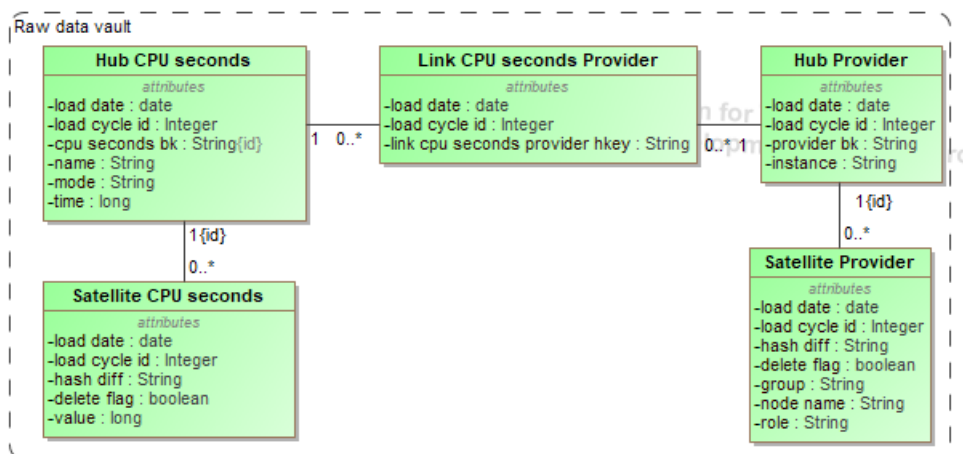 Raw data vault
Hub CPU seconds
attributes
-load date : date
-load cycle id : Integer
-cpu seconds bk : String{id}
-name : String
-mode : String
-time : long
1
0..*
Link CPU seconds Provider
attributes
-load date : date
-load cycle id : Integer
-link cpu seconds provider hkey : String
0..*
1
Hub Provider
attributes
-load date : date
-load cycle id : Integer
-provider bk : String
-instance : String
1{id}
0..*
Satellite CPU seconds
attributes
-load date : date
-load cycle id : Integer
-hash diff : String
-delete flag : boolean
-value : long
1{id}
0..*
Satellite Provider
attributes
-load date : date
-load cycle id : Integer
-hash diff : String
-delete flag : boolean
-group : String
-node name : String
-role : String